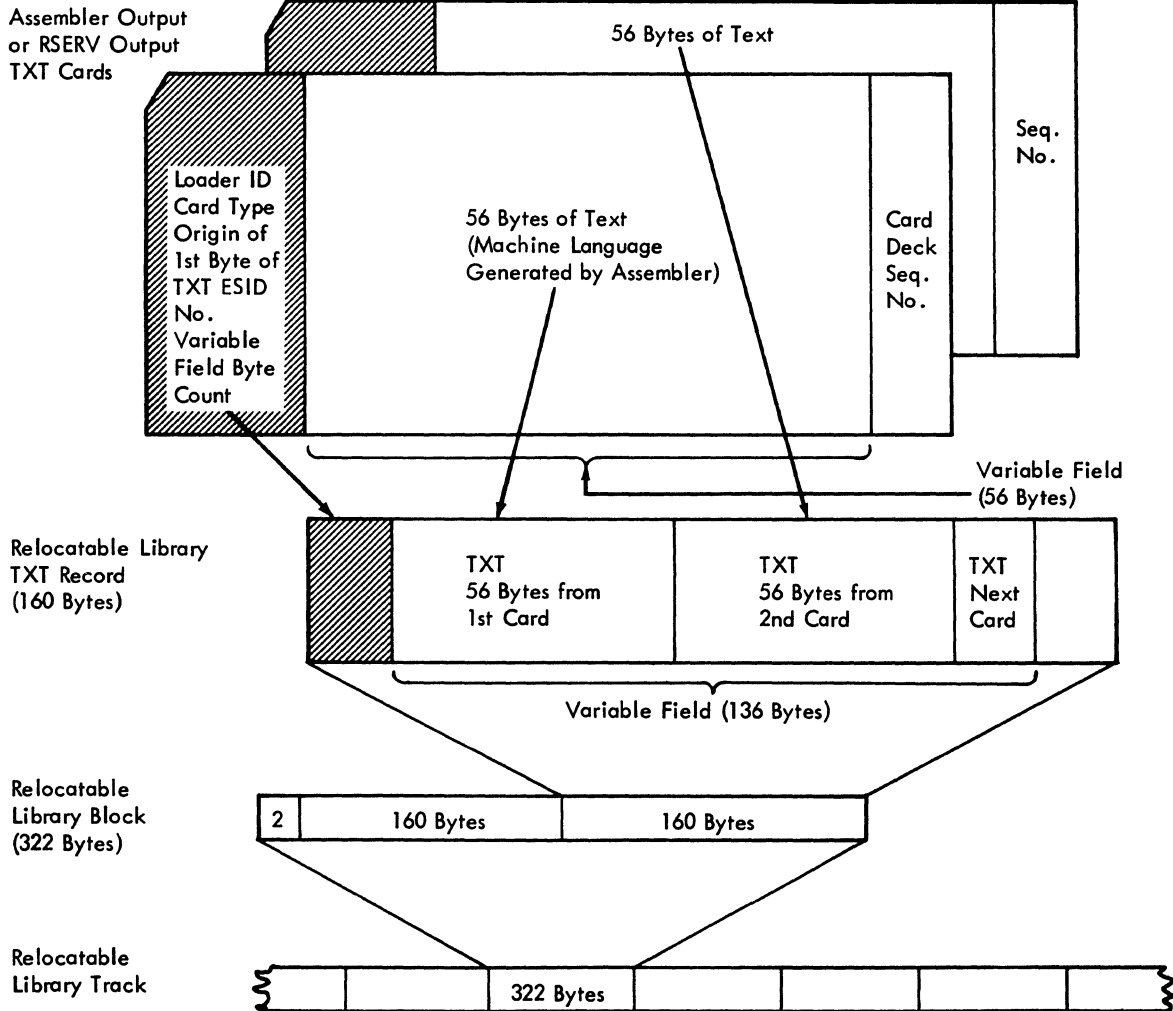 Assembler Output
or RSERV Output
TXT Cards
56 Bytes of Text
Seq.
No.
Loader ID
Card Type
Origin of
1st Byte of
TXT ESID
No.
Variable
Field Byte
Count
56 Bytes of Text
(Machine Language
Generated by Assembler)
Card
Deck
Seq.
No.
Variable Field
(56 Bytes)
Relocatable Library
TXT Record
(160 Bytes)
TXT
56 Bytes from
1st Card
TXT
56 Bytes from
2nd Card
TXT
Next
Card
Variable Field (136 Bytes)
Relocatable
Library Block
(322 Bytes)
2
160 Bytes
160 Bytes
Relocatable
Library Track
322 Bytes